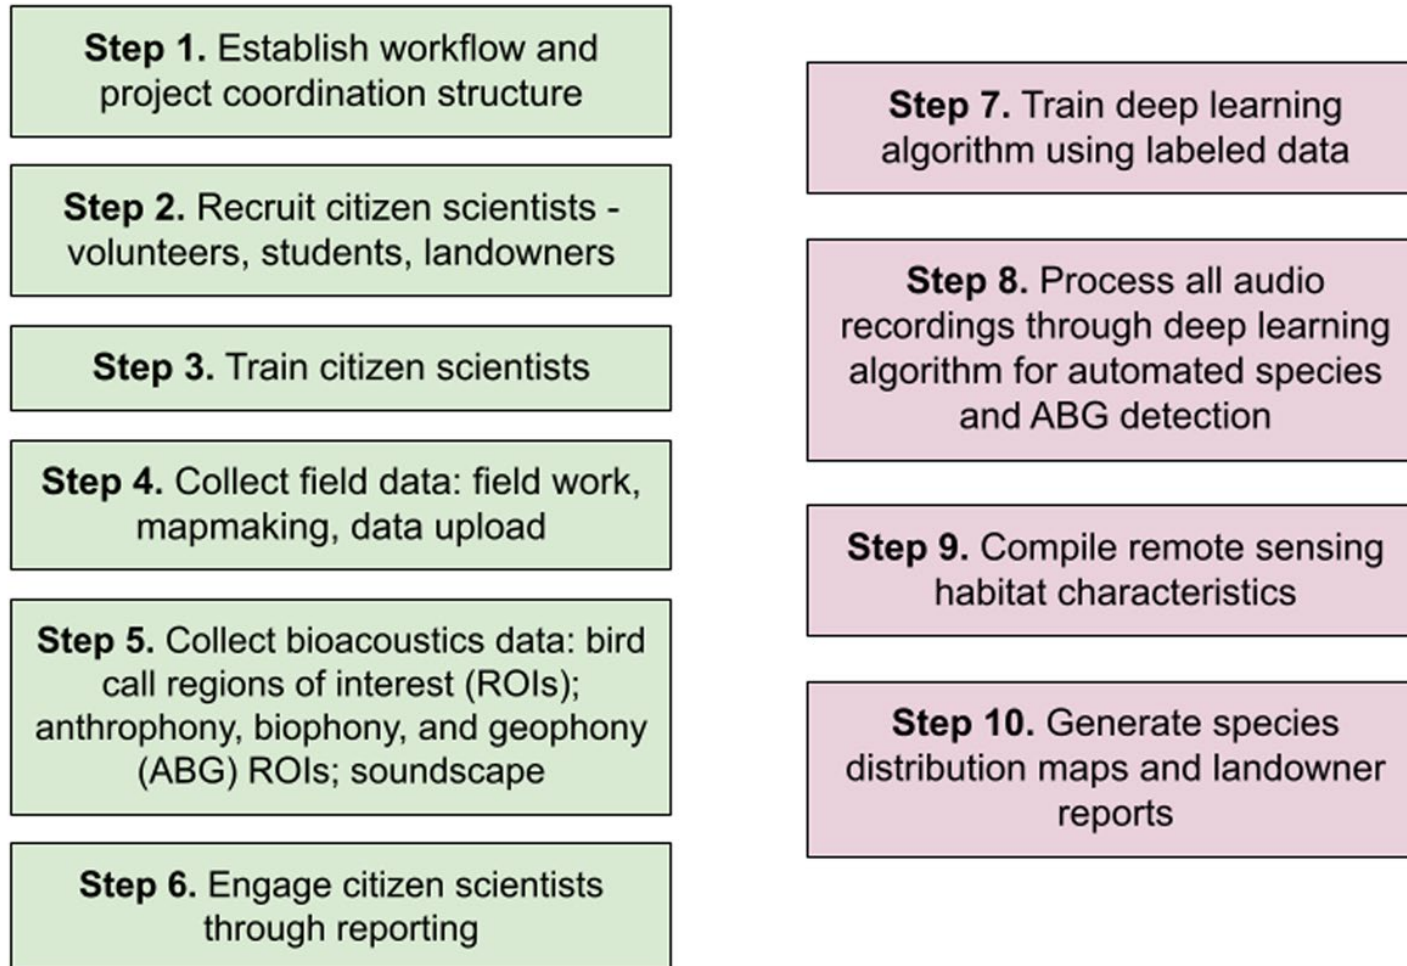 Step 1. Establish workflow and
project coordination structure
Step 2. Recruit citizen scientists -
volunteers, students, landowners
Step 3. Train citizen scientists
Step 4. Collect field data: field work,
mapmaking, data upload
Step 5. Collect bioacoustics data: bird
call regions of interest (ROIs);
anthrophony, biophony, and geophony
(ABG) ROIs; soundscape
Step 6. Engage citizen scientists
through reporting
Step 7. Train deep learning
algorithm using labeled data
Step 8. Process all audio
recordings through deep learning
algorithm for automated species
and ABG detection
Step 9. Compile remote sensing
habitat characteristics
Step 10. Generate species
distribution maps and landowner
reports